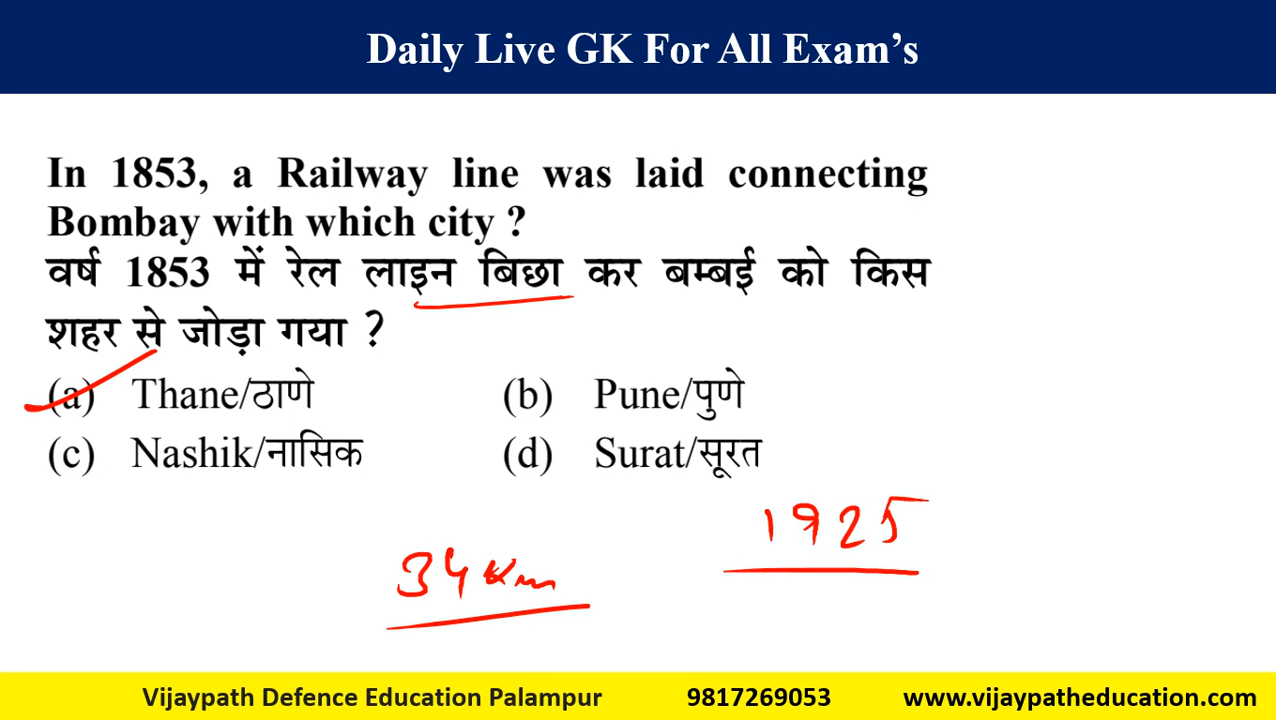 Daily Live GK For All Exam's
In 1853, a Railway line was laid connecting
Bombay with which city ?
वर्ष 1853 में रेल लाइन बिछा कर बम्बई को किस
शहर से जोड़ा गया ?
(a) Thane/ठाणे (b) Pune/पुणे
(c) Nashik/नासिक (d) Surat/सूरत
1925
34 km
Vijaypath Defence Education Palampur 9817269053 www.vijaypatheducation.com